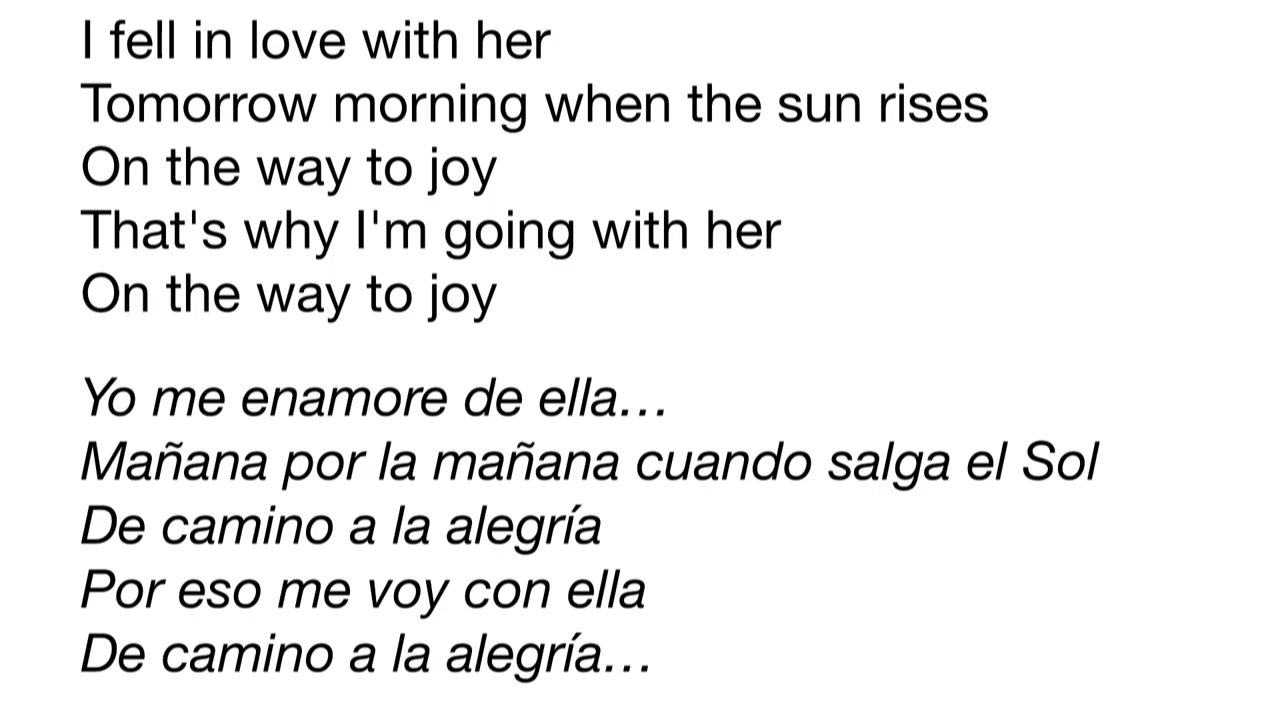 I fell in love with her
Tomorrow morning when the sun rises
On the way to joy
That's why I'm going with her
On the way to joy
Yo me enamore de ella…
Mañana por la mañana cuando salga el Sol
De camino a la alegría
Por eso me voy con ella
De camino a la alegría…